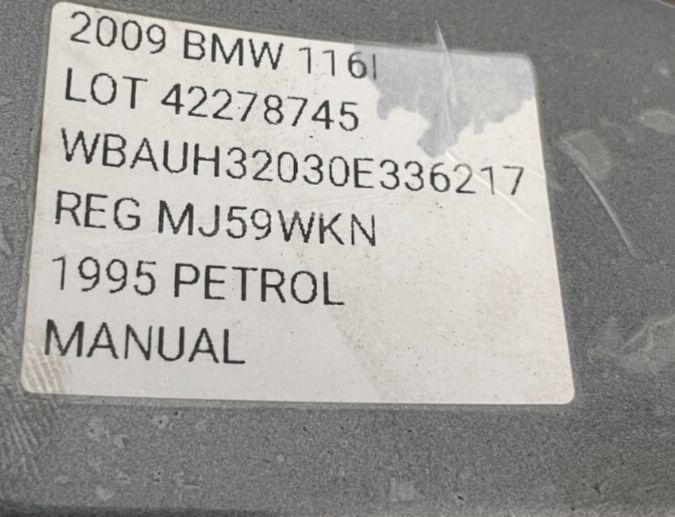 2009 BMW 116I
LOT 42278745
WBAUH32030E336217
REG MJ59WKN
1995 PETROL
MANUAL